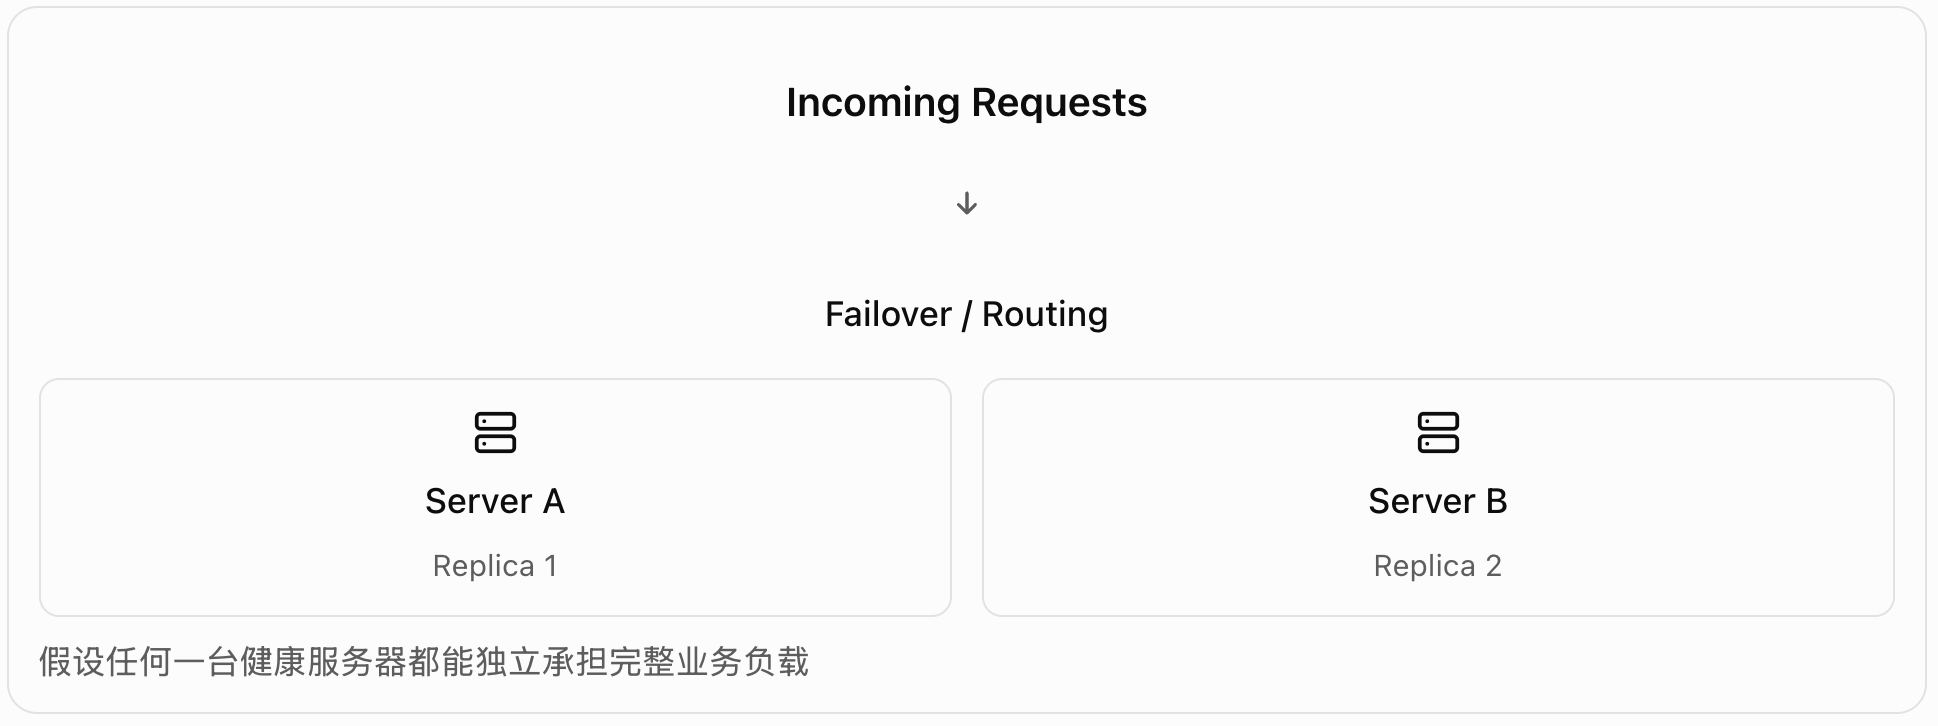 Incoming Requests
Failover / Routing
Server A
Replica 1
Server B
Replica 2
假设任何一台健康服务器都能独立承担完整业务负载